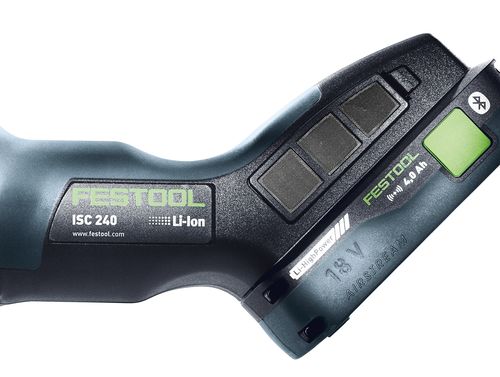 FESTOOL
ISC 240
Li-Ion
www.festool.com
FESTOOL
4,0 Ah
Li-HighPower
18 V
AIRSTREAM